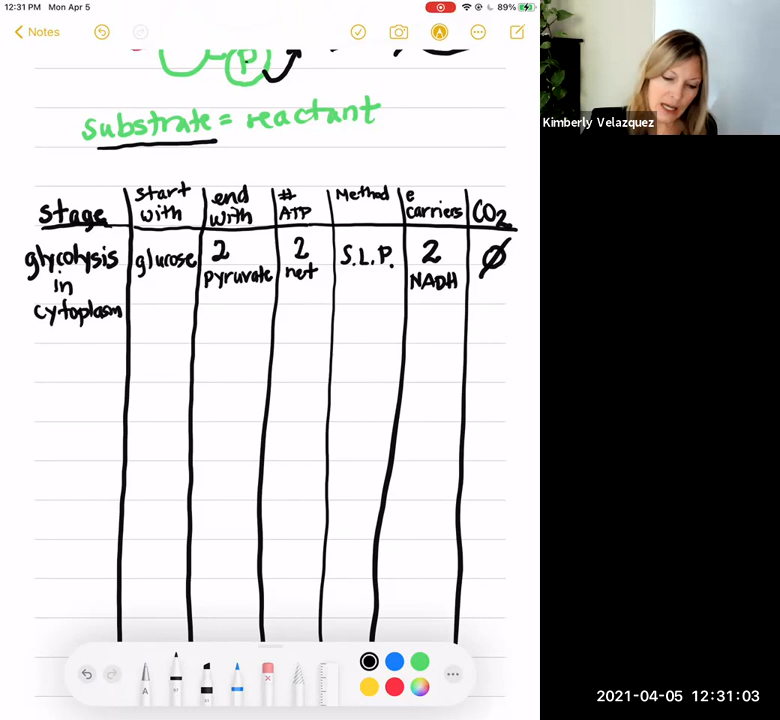 12:31 PM Mon Apr 5
89%
Notes
P
substrate = reactant
stage start with end with # ATP Method e carriers CO2
glycolysis in cytoplasm glucose 2 pyruvate 2 net S.L.P. 2 NADH Ø
Kimberly Velazquez
2021-04-05 12:31:03